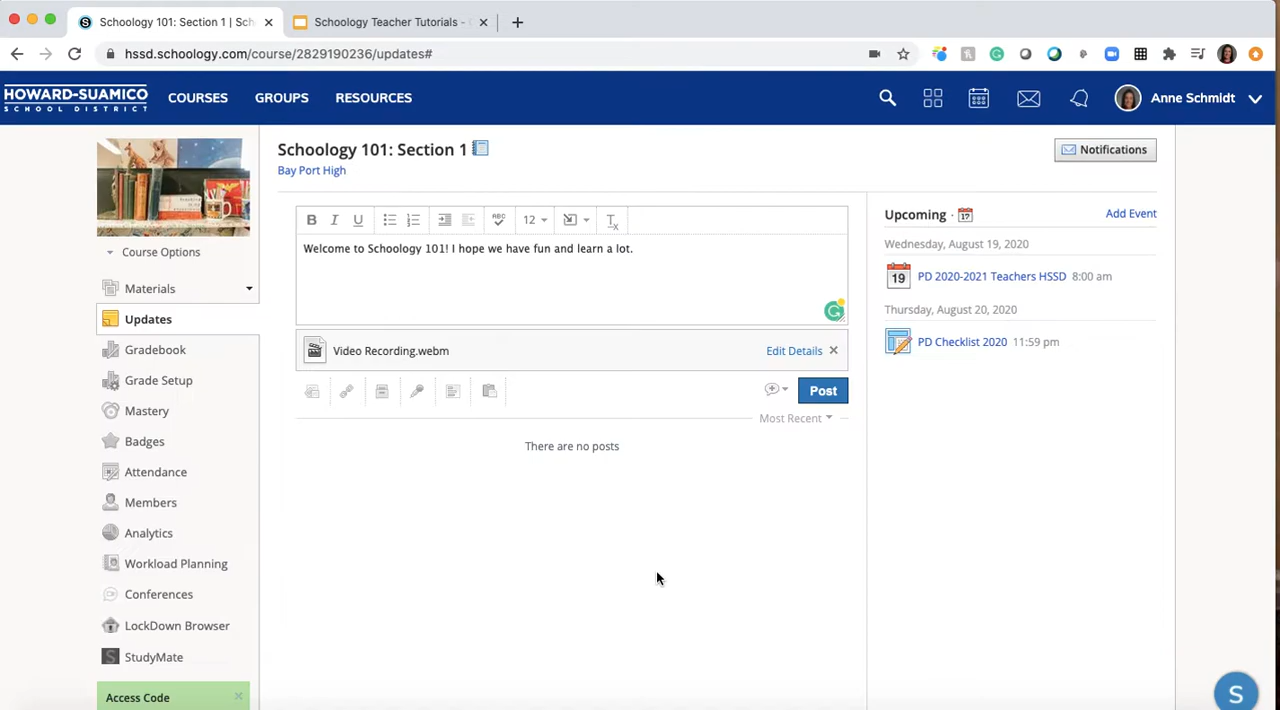 Schoology 101: Section 1 | Sch
Schoology Teacher Tutorials -
hssd.schoology.com/course/2829190236/updates#
HOWARD-SUAMICO
SCHOOL DISTRICT
COURSES
GROUPS
RESOURCES
Anne Schmidt
Schoology 101: Section 1
Bay Port High
Notifications
Course Options
Materials
Updates
Gradebook
Grade Setup
Mastery
Badges
Attendance
Members
Analytics
Workload Planning
Conferences
LockDown Browser
StudyMate
Access Code
B I U
ABC
12
Tx
Welcome to Schoology 101! I hope we have fun and learn a lot.
Video Recording.webm
Edit Details
Post
Most Recent
There are no posts
Upcoming · 17
Add Event
Wednesday, August 19, 2020
19
PD 2020-2021 Teachers HSSD 8:00 am
Thursday, August 20, 2020
PD Checklist 2020 11:59 pm
S